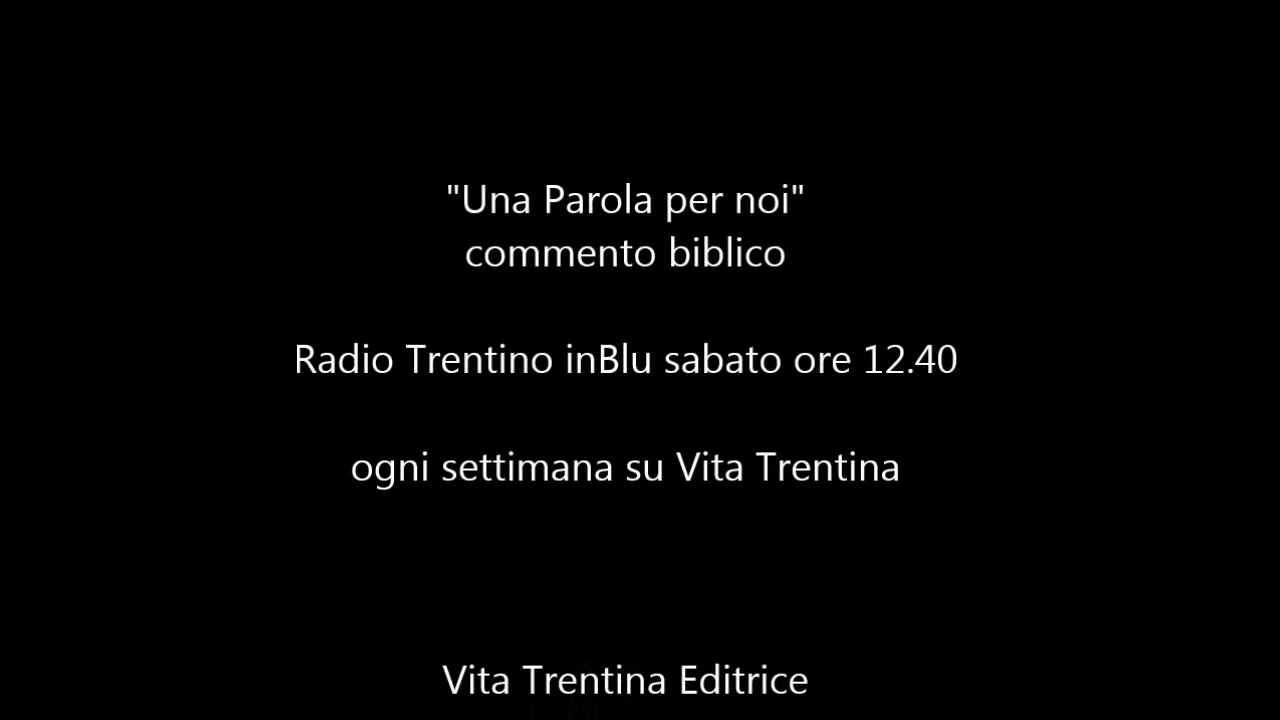 "Una Parola per noi"
commento biblico
Radio Trentino inBlu sabato ore 12.40
ogni settimana su Vita Trentina
Vita Trentina Editrice